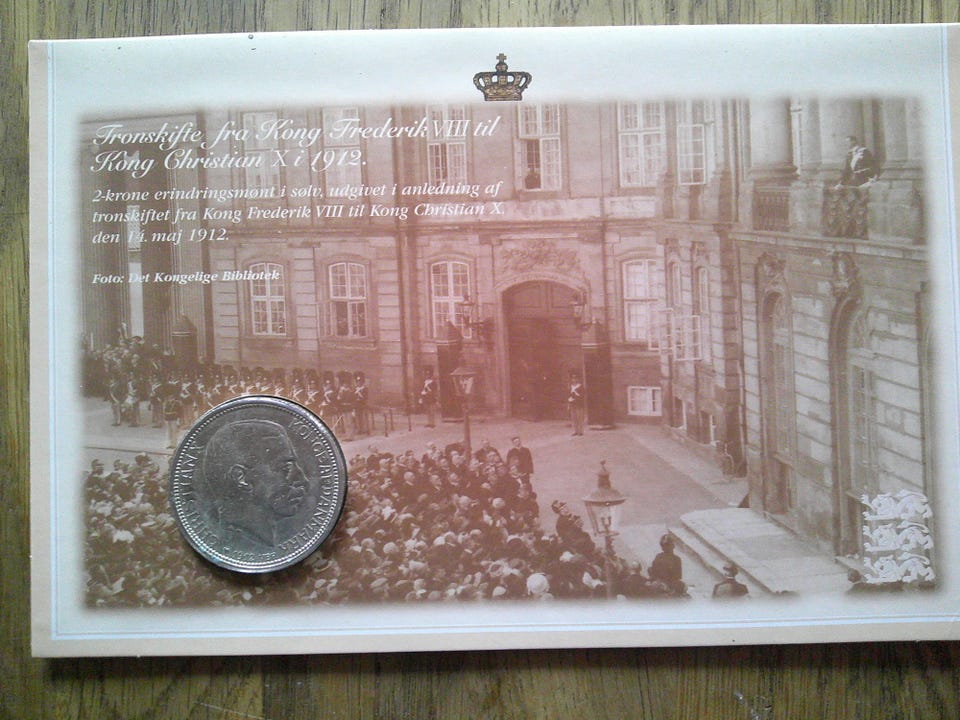 Tronskifte fra Kong Frederik VIII til
Kong Christian X i 1912.
2-krone erindringsmønt i sølv, udgivet i anledning af
tronskiftet fra Kong Frederik VIII til Kong Christian X,
den 14. maj 1912.
Foto: Det Kongelige Bibliotek
CHRISTIAN X KONGE AF DANMARK
1912